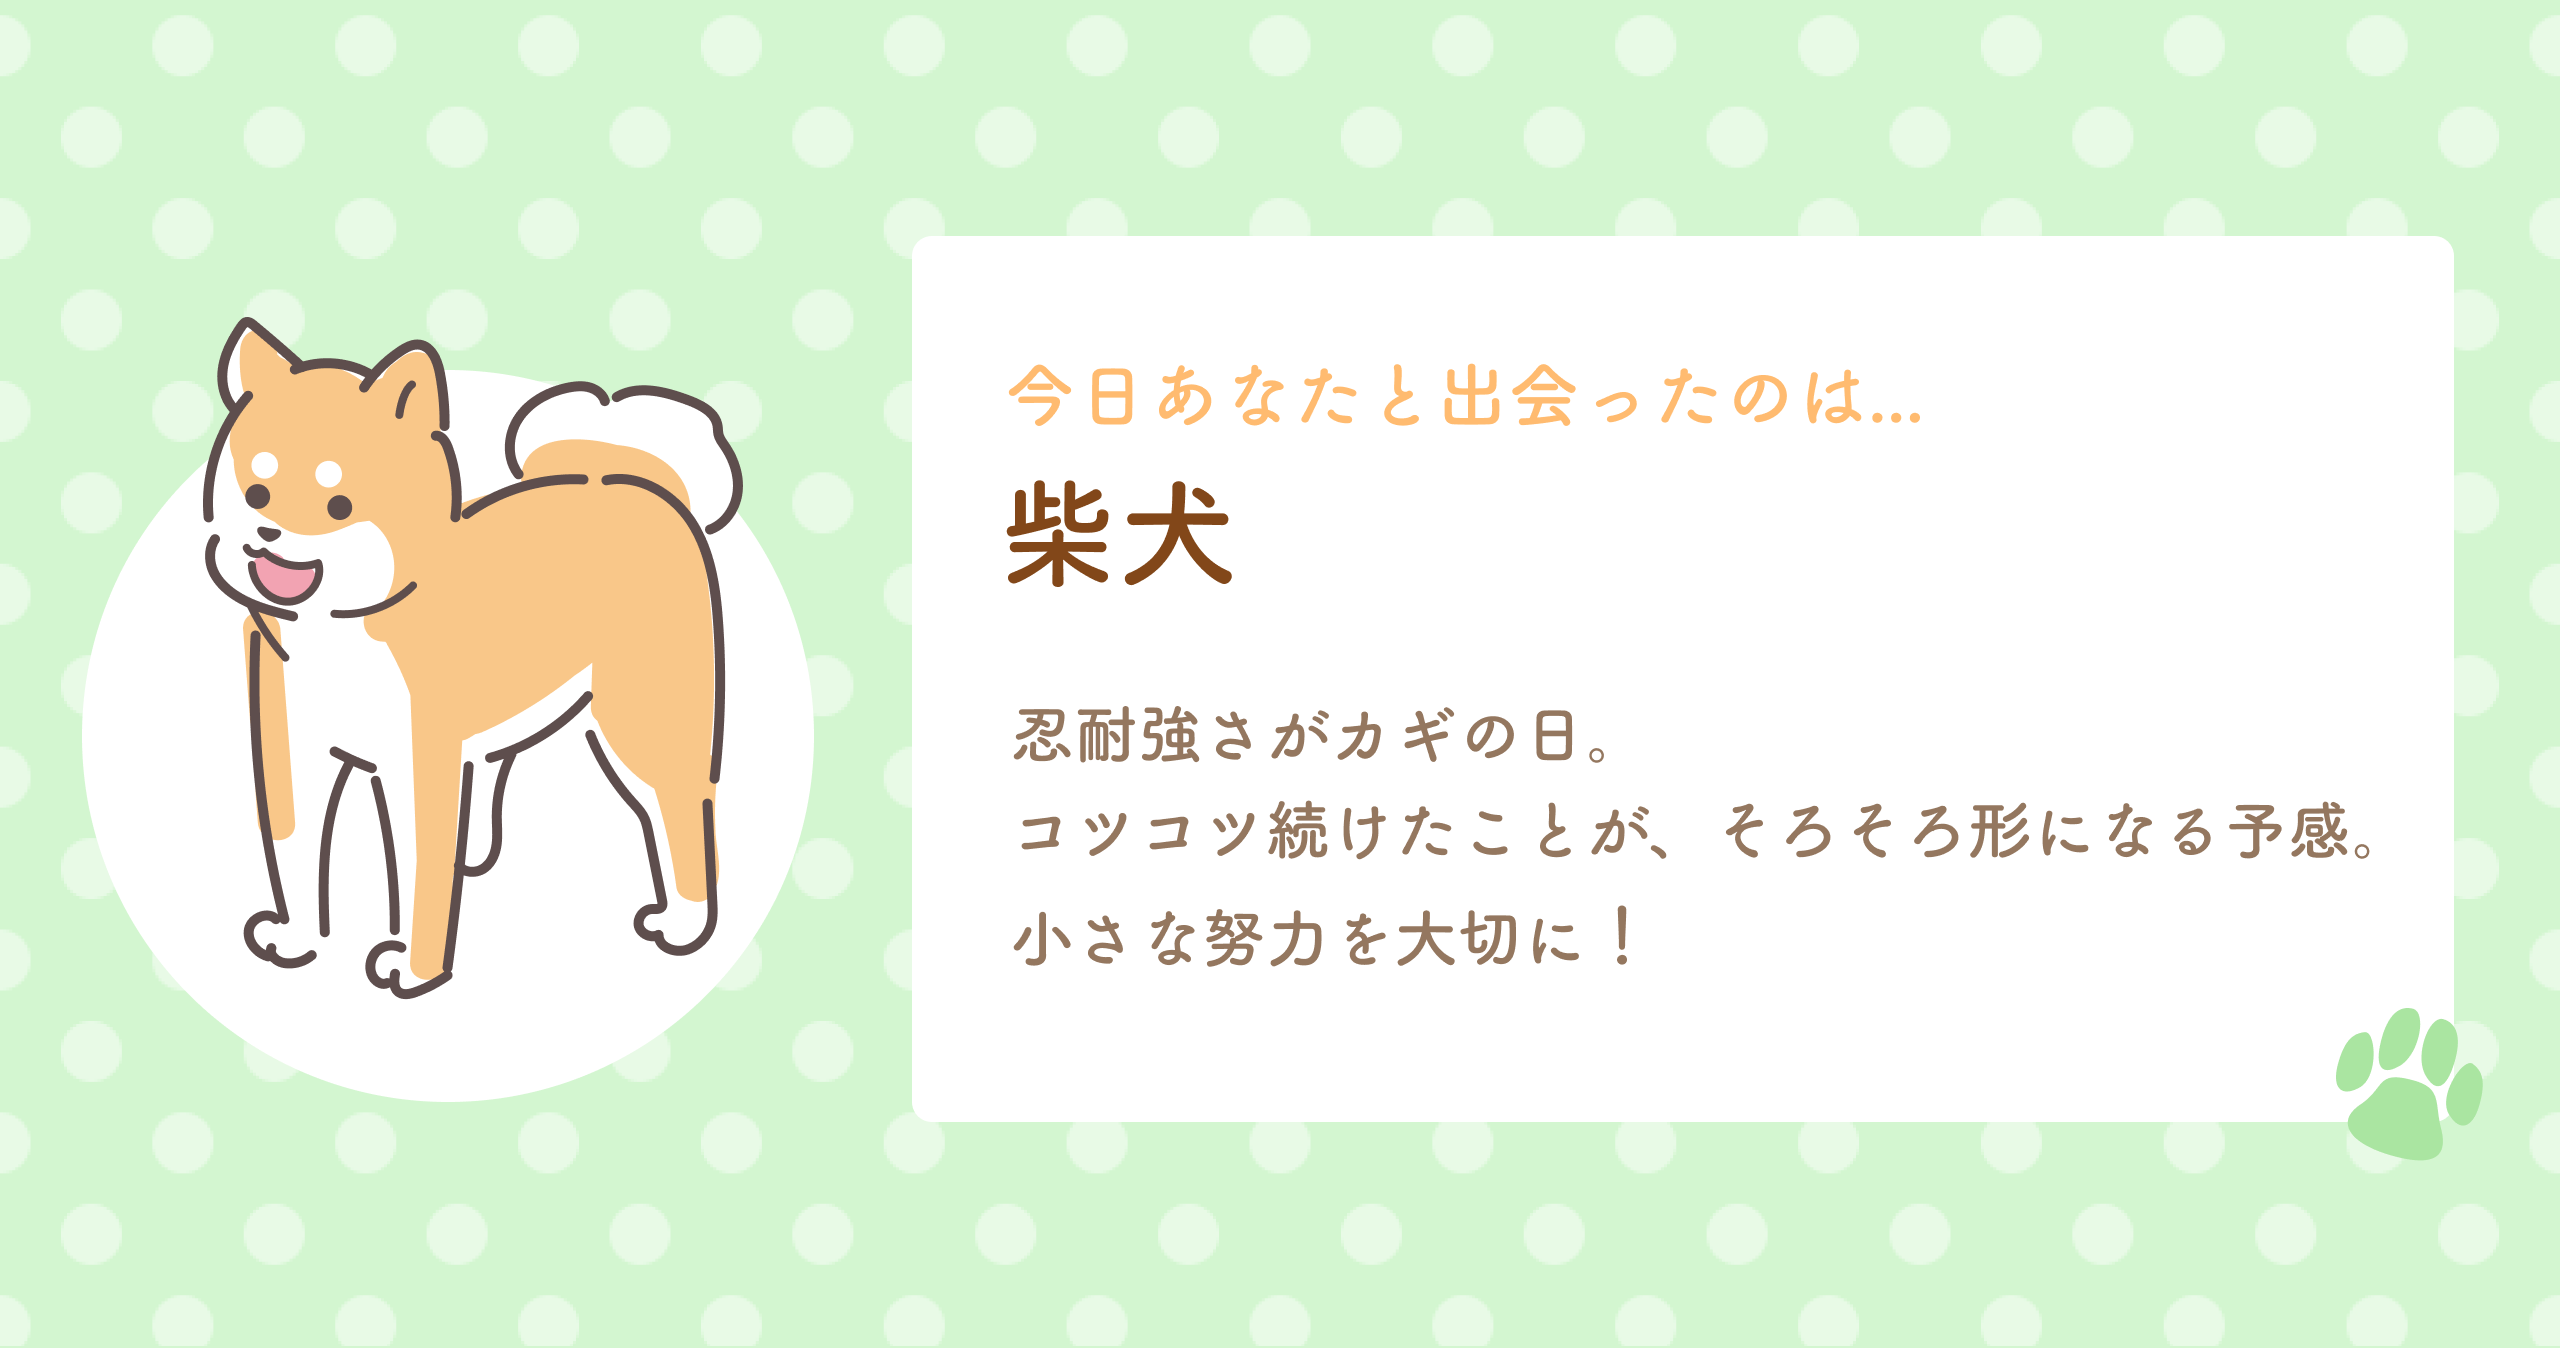 今日あなたと出会ったのは...
柴犬
忍耐強さがカギの日。
コツコツ続けたことが、そろそろ形になる予感。
小さな努力を大切に！